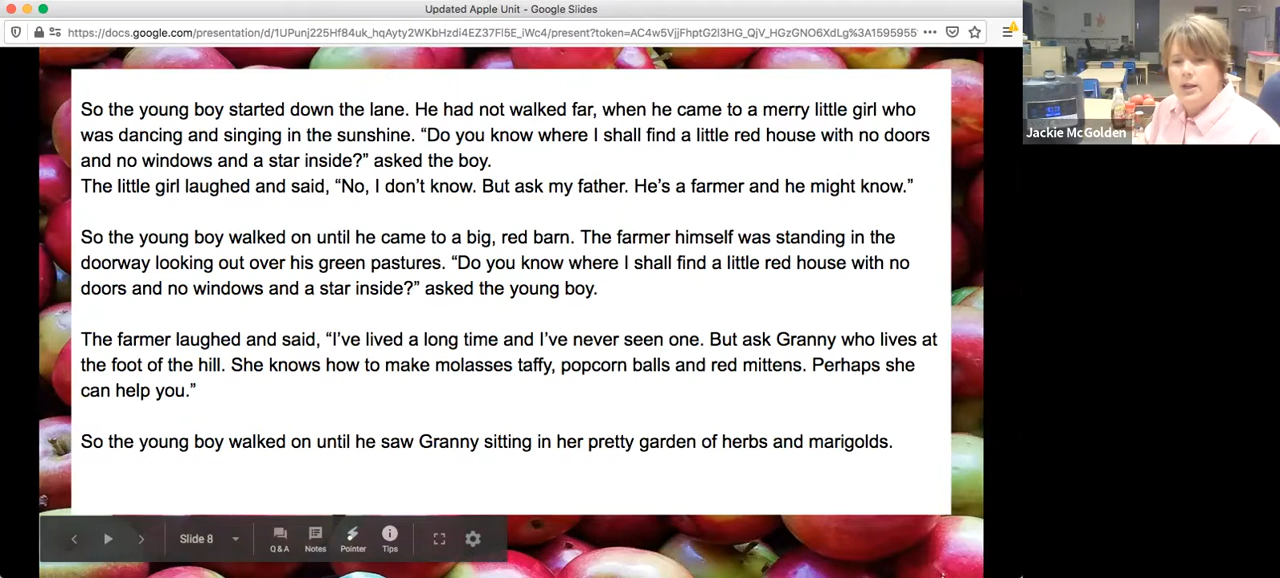 Updated Apple Unit - Google Slides
So the young boy started down the lane. He had not walked far, when he came to a merry little girl who
was dancing and singing in the sunshine. “Do you know where I shall find a little red house with no doors
and no windows and a star inside?” asked the boy.
The little girl laughed and said, “No, I don’t know. But ask my father. He’s a farmer and he might know.”
So the young boy walked on until he came to a big, red barn. The farmer himself was standing in the
doorway looking out over his green pastures. “Do you know where I shall find a little red house with no
doors and no windows and a star inside?” asked the young boy.
The farmer laughed and said, “I’ve lived a long time and I’ve never seen one. But ask Granny who lives at
the foot of the hill. She knows how to make molasses taffy, popcorn balls and red mittens. Perhaps she
can help you.”
So the young boy walked on until he saw Granny sitting in her pretty garden of herbs and marigolds.
Slide 8
Q&A Notes Pointer Tips
Jackie McGolden